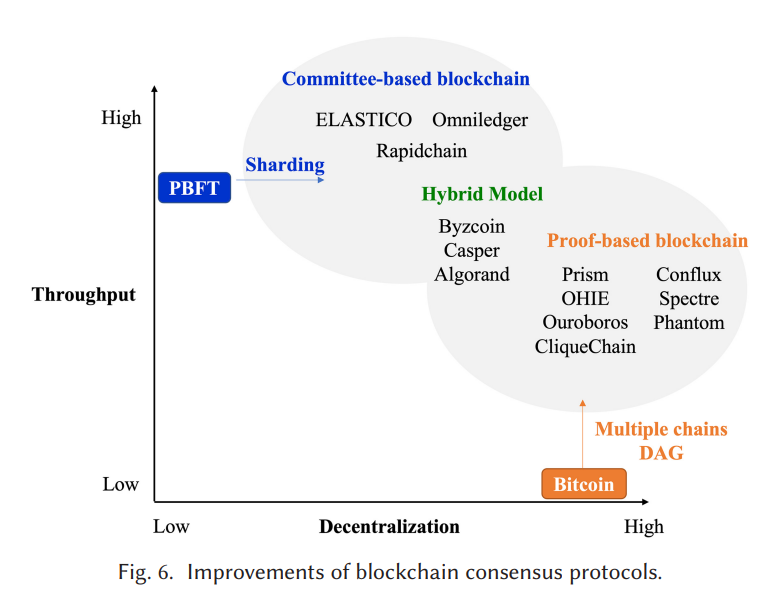 Committee-based blockchain
High
ELASTICO Omniledger
Rapidchain
Sharding
PBFT
Hybrid Model
Byzcoin
Casper
Algorand
Proof-based blockchain
Prism Conflux
OHIE Spectre
Ouroboros Phantom
CliqueChain
Throughput
Multiple chains
DAG
Low
Bitcoin
Low
Decentralization
High
Fig. 6. Improvements of blockchain consensus protocols.